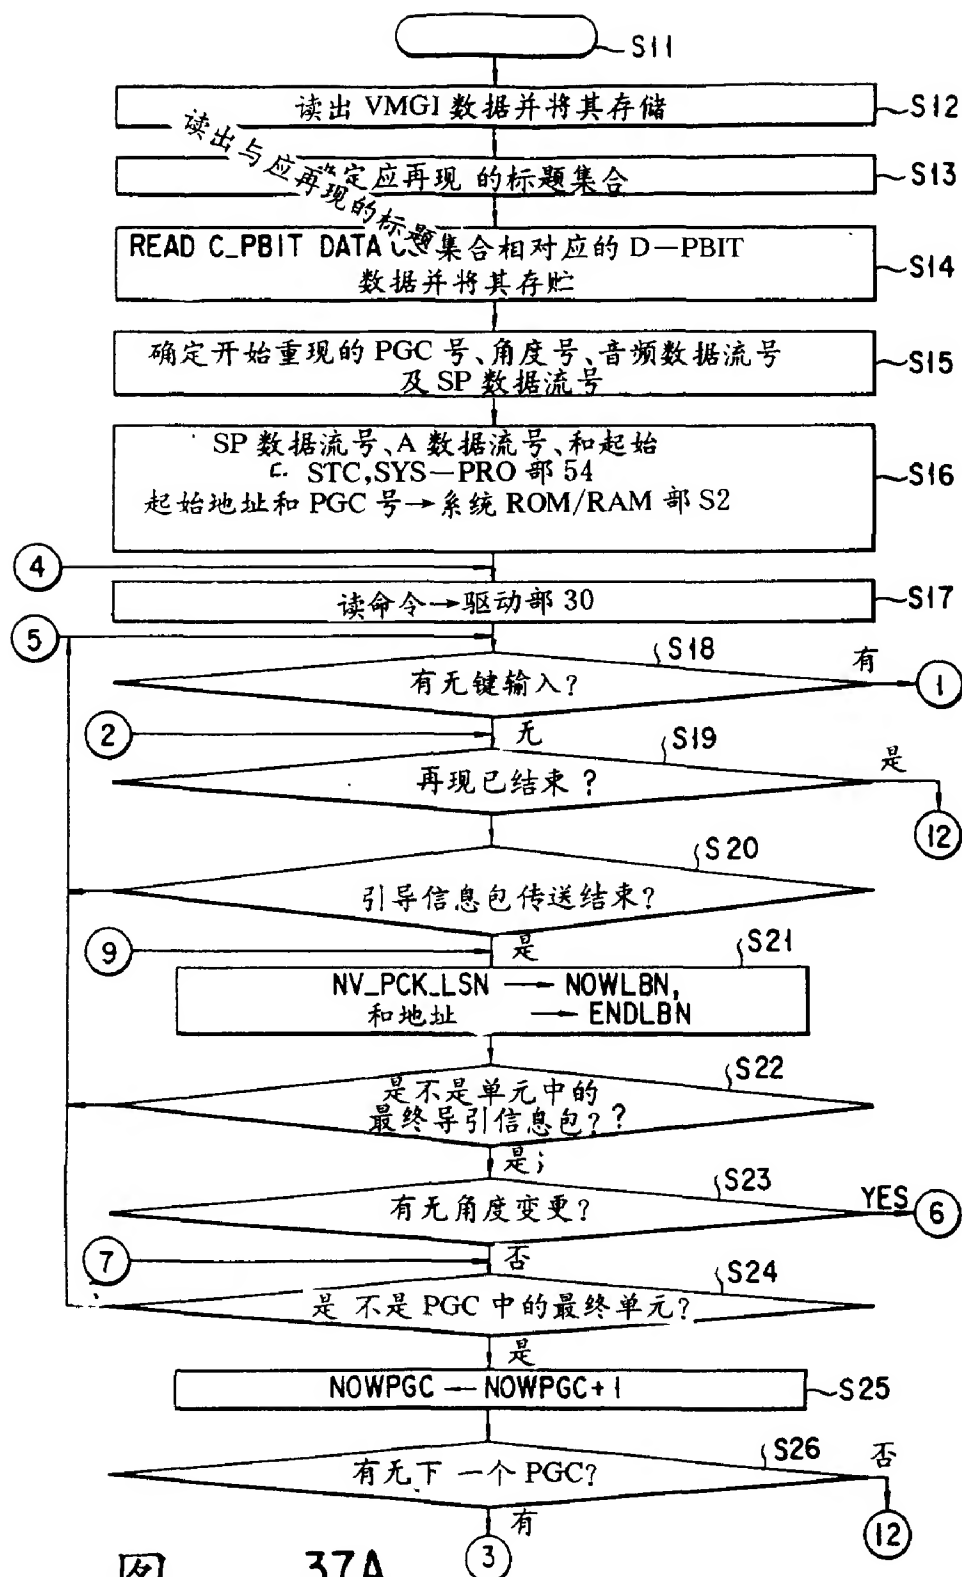 S11
读出 VMGI 数据并将其存储
S12
读出与应再现的标题
定应再现 的标题集合
S13
READ C_PBIT DATA
集合相对应的 D—PBIT
数据并将其存贮
S14
确定开始重现的 PGC 号、角度号、音频数据流号
及 SP 数据流号
S15
SP 数据流号、A 数据流号、和起始
STC,SYS—PRO 部 54
起始地址和 PGC 号→系统 ROM/RAM 部 S2
S16
4
读命令→驱动部 30
S17
5
S18
有无键输入?
有
1
2
无
S19
再现已结束 ?
是
12
S20
引导信息包传送结束?
9
是
S21
NV_PCK_LSN → NOWLBN,
和地址 → ENDLBN
S22
是不是单元中的
最终导引信息包??
是;
S23
有无角度变更?
YES
6
7
否
S24
是 不是 PGC 中的最终单元?
是
NOWPGC — NOWPGC+1
S25
S26
有无下 一个 PGC?
否
12
有
3
图 37A